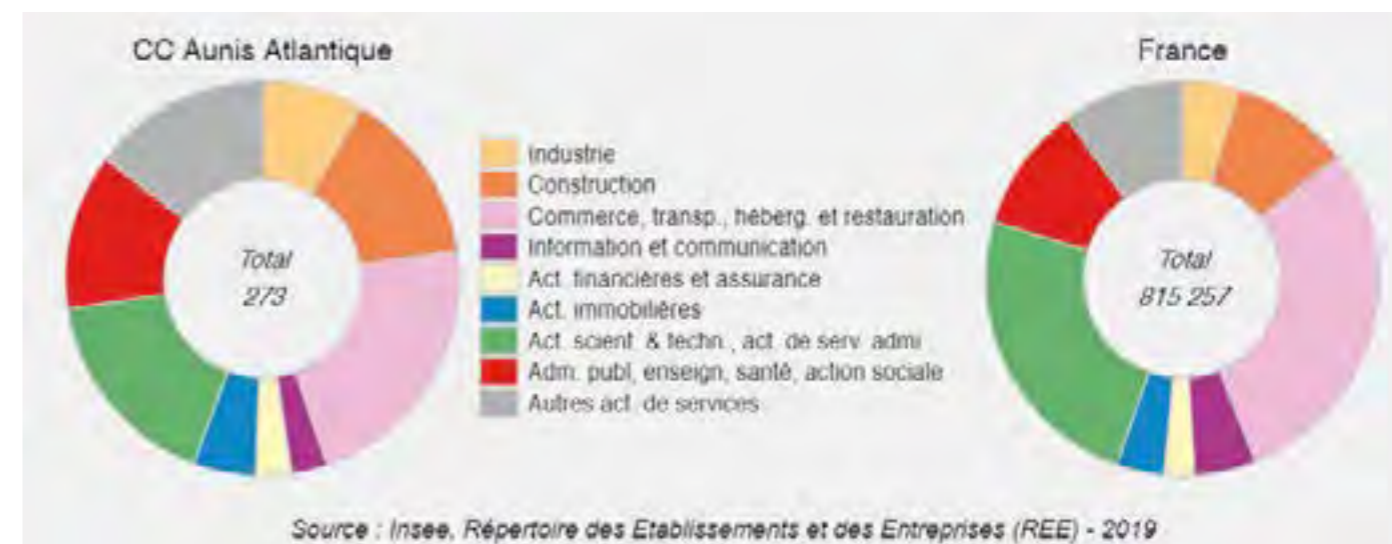 CC Aunis Atlantique
France
Industrie
Construction
Commerce, transp., héberg. et restauration
Information et communication
Act. financières et assurance
Act. immobilières
Act. scient. & techn., act. de serv. admi
Adm. publ, enseign, santé, action sociale
Autres act. de services
Total
273
Total
815 257
Source : Insee, Répertoire des Etablissements et des Entreprises (REE) - 2019